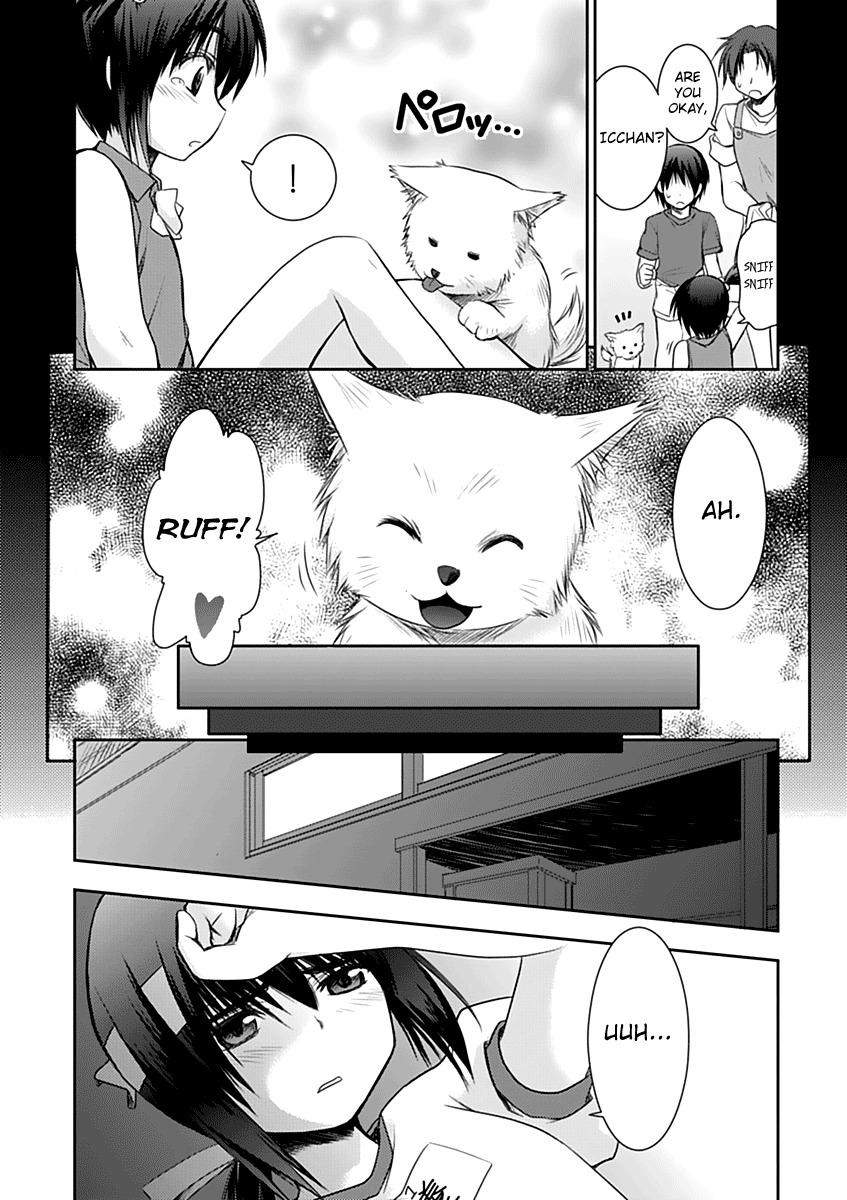 ARE
YOU
OKAY,
ICCHAN?
SNIFF
SNIFF
ペロッ...
!
AH.
RUFF!
UUH...